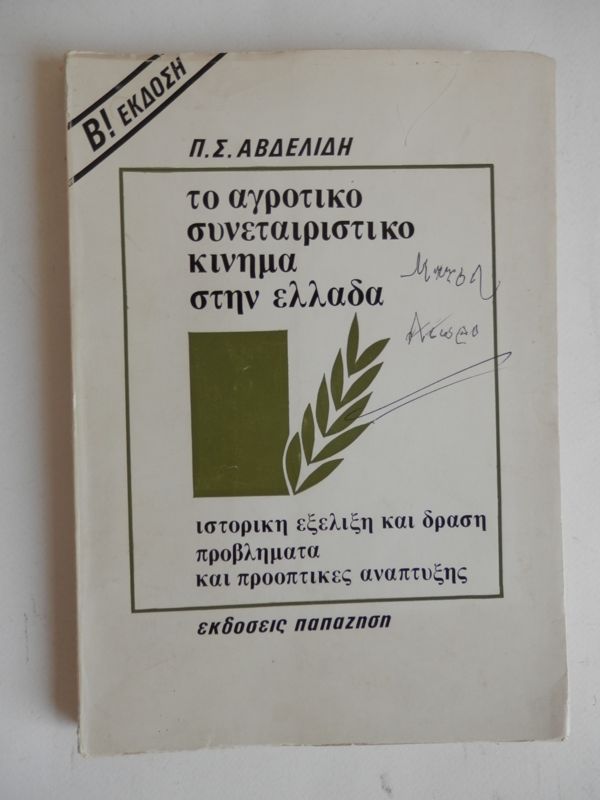 Β! ΕΚΔΟΣΗ
Π.Σ. ΑΒΔΕΛΙΔΗ
το αγροτικο
συνεταιριστικο
κινημα
στην ελλαδα
ιστορικη εξελιξη και δραση
προβληματα
και προοπτικες αναπτυξης
εκδοσεις παπαζηση